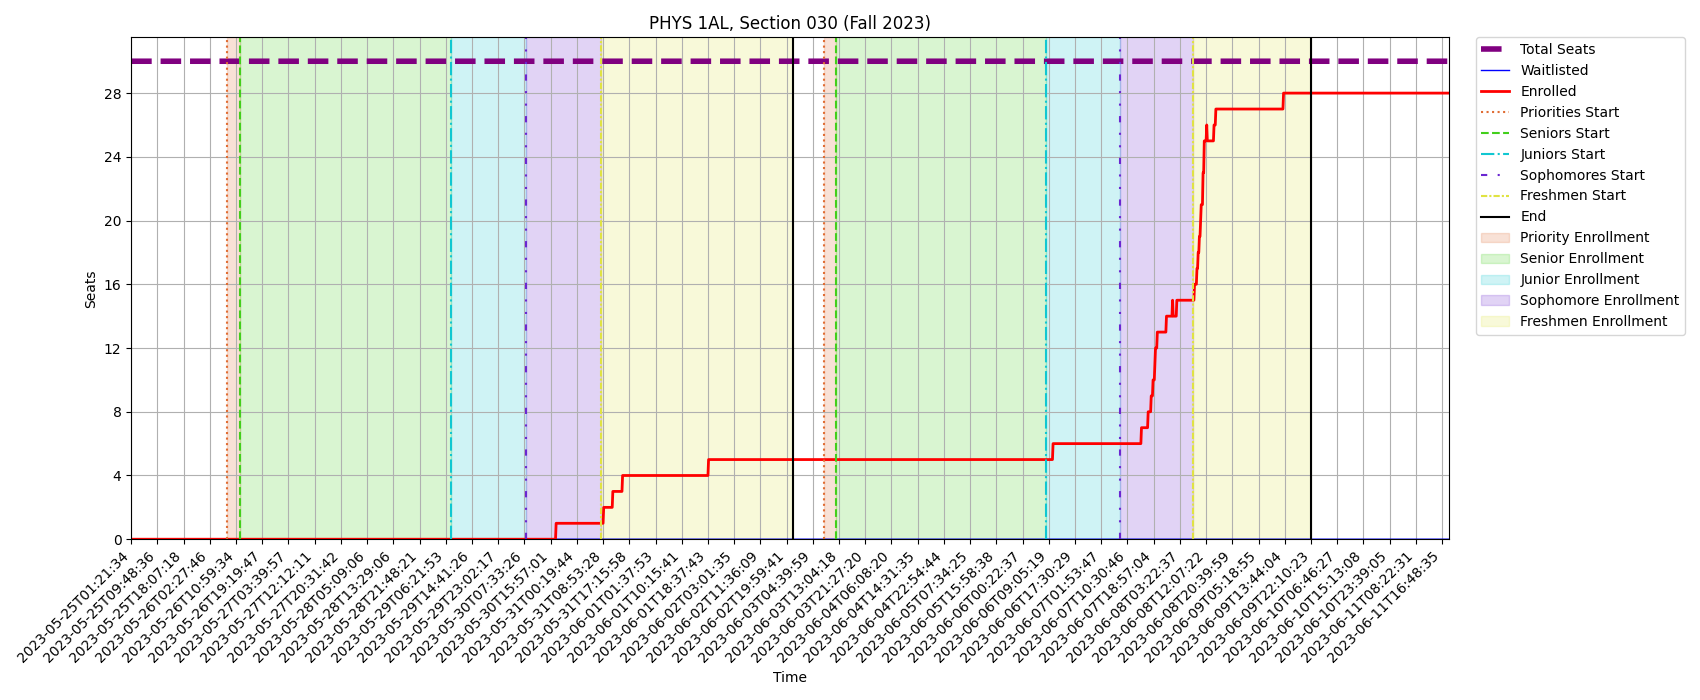 PHYS 1AL, Section 030 (Fall 2023)
Total Seats
Waitlisted
Enrolled
Priorities Start
Seniors Start
Juniors Start
Sophomores Start
Freshmen Start
End
Priority Enrollment
Senior Enrollment
Junior Enrollment
Sophomore Enrollment
Freshmen Enrollment
Seats
28
24
20
16
12
8
4
0
2023-05-25T01:21:34
2023-05-25T09:48:36
2023-05-25T18:07:18
2023-05-26T02:27:46
2023-05-26T10:59:34
2023-05-26T19:19:47
2023-05-27T03:39:57
2023-05-27T12:12:11
2023-05-27T20:31:42
2023-05-28T05:09:06
2023-05-28T13:29:06
2023-05-28T21:48:21
2023-05-29T06:21:53
2023-05-29T14:41:26
2023-05-29T23:02:17
2023-05-30T07:33:26
2023-05-30T15:57:01
2023-05-31T00:19:44
2023-05-31T08:53:28
2023-05-31T17:15:58
2023-06-01T01:37:53
2023-06-01T10:15:41
2023-06-01T18:37:43
2023-06-02T03:01:35
2023-06-02T11:36:09
2023-06-02T19:59:41
2023-06-03T04:39:59
2023-06-03T13:04:18
2023-06-03T21:27:20
2023-06-04T06:08:20
2023-06-04T14:31:35
2023-06-04T22:54:44
2023-06-05T07:34:25
2023-06-05T15:58:38
2023-06-06T00:22:37
2023-06-06T09:05:19
2023-06-06T17:30:29
2023-06-07T01:53:47
2023-06-07T10:30:46
2023-06-07T18:57:04
2023-06-08T03:22:37
2023-06-08T12:07:22
2023-06-08T20:39:59
2023-06-09T05:18:55
2023-06-09T13:44:04
2023-06-09T22:10:23
2023-06-10T06:46:27
2023-06-10T15:13:08
2023-06-10T23:39:05
2023-06-11T08:22:31
2023-06-11T16:48:35
Time